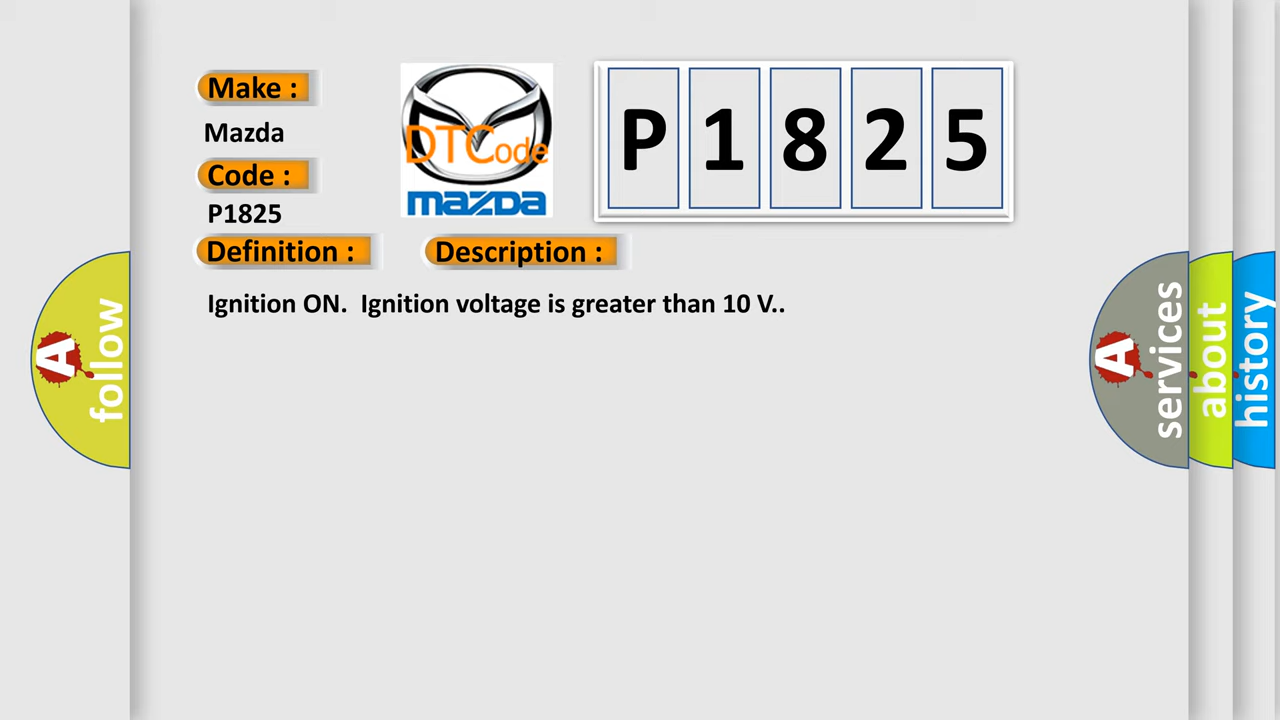 Make :
Mazda
Code :
P1825
Definition :
Description :
Ignition ON. Ignition voltage is greater than 10 V..
DTCode
mazda
P 1 8 2 5
A follow
A services
about
history